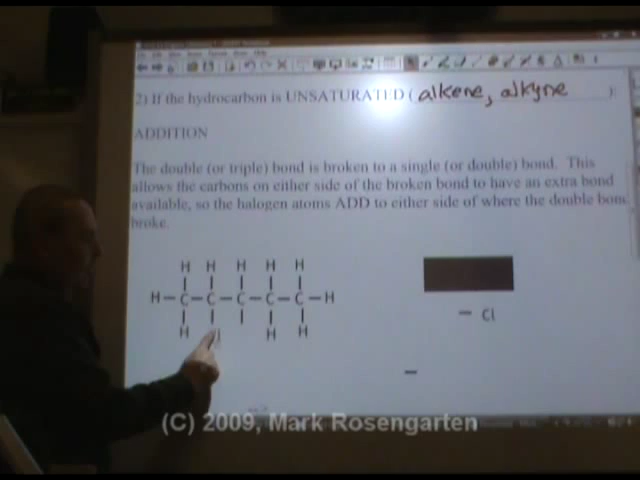 2) If the hydrocarbon is UNSATURATED ( alkene, alkyne ):
ADDITION
The double (or triple) bond is broken to a single (or double) bond. This
allows the carbons on either side of the broken bond to have an extra bond
available, so the halogen atoms ADD to either side of where the double bond
broke.
H H H H H
H-C-C-C-C-C-H
H H H
- Cl
(C) 2009, Mark Rosengarten